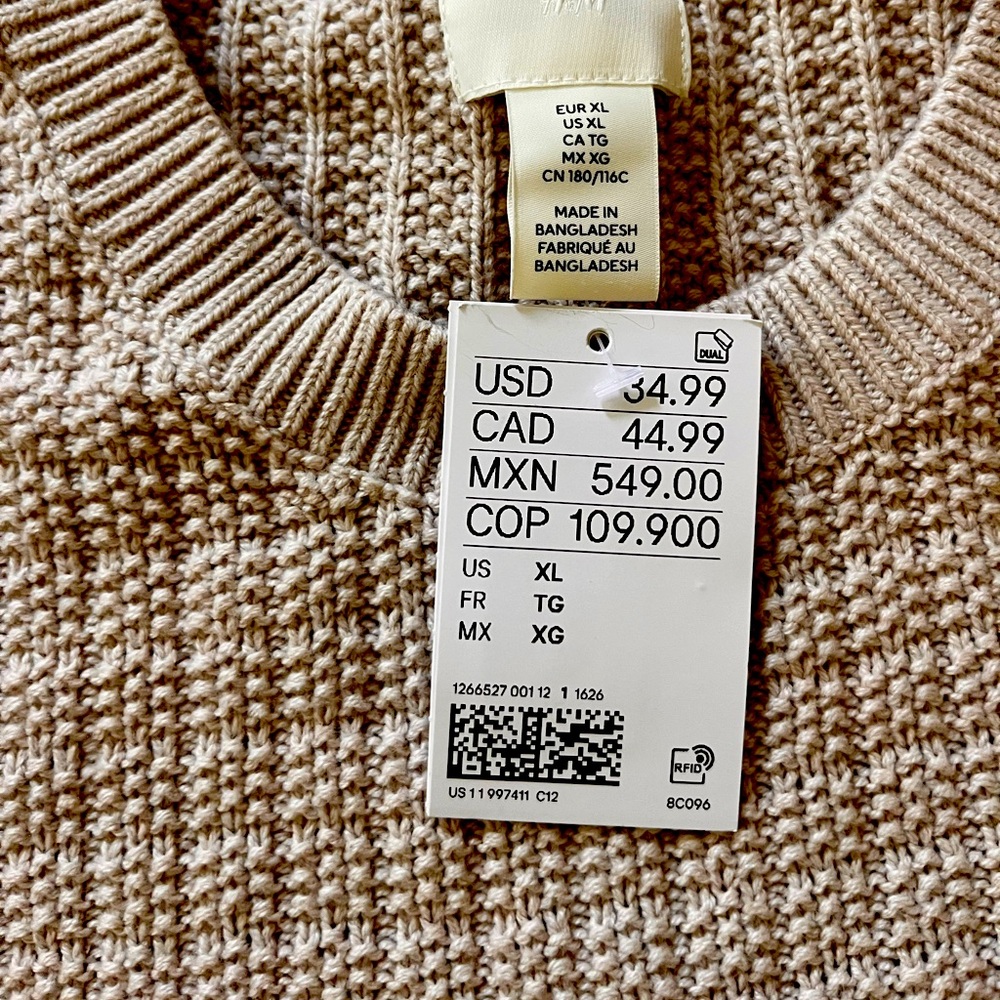 EUR XL
US XL
CA TG
MX XG
CN 180/116C
MADE IN
BANGLADESH
FABRIQUÉ AU
BANGLADESH
DUAL
USD 34.99
CAD 44.99
MXN 549.00
COP 109.900
US XL
FR TG
MX XG
1266527 001 12 1 1626
RFID
US 1 1 997411 C12
8C096